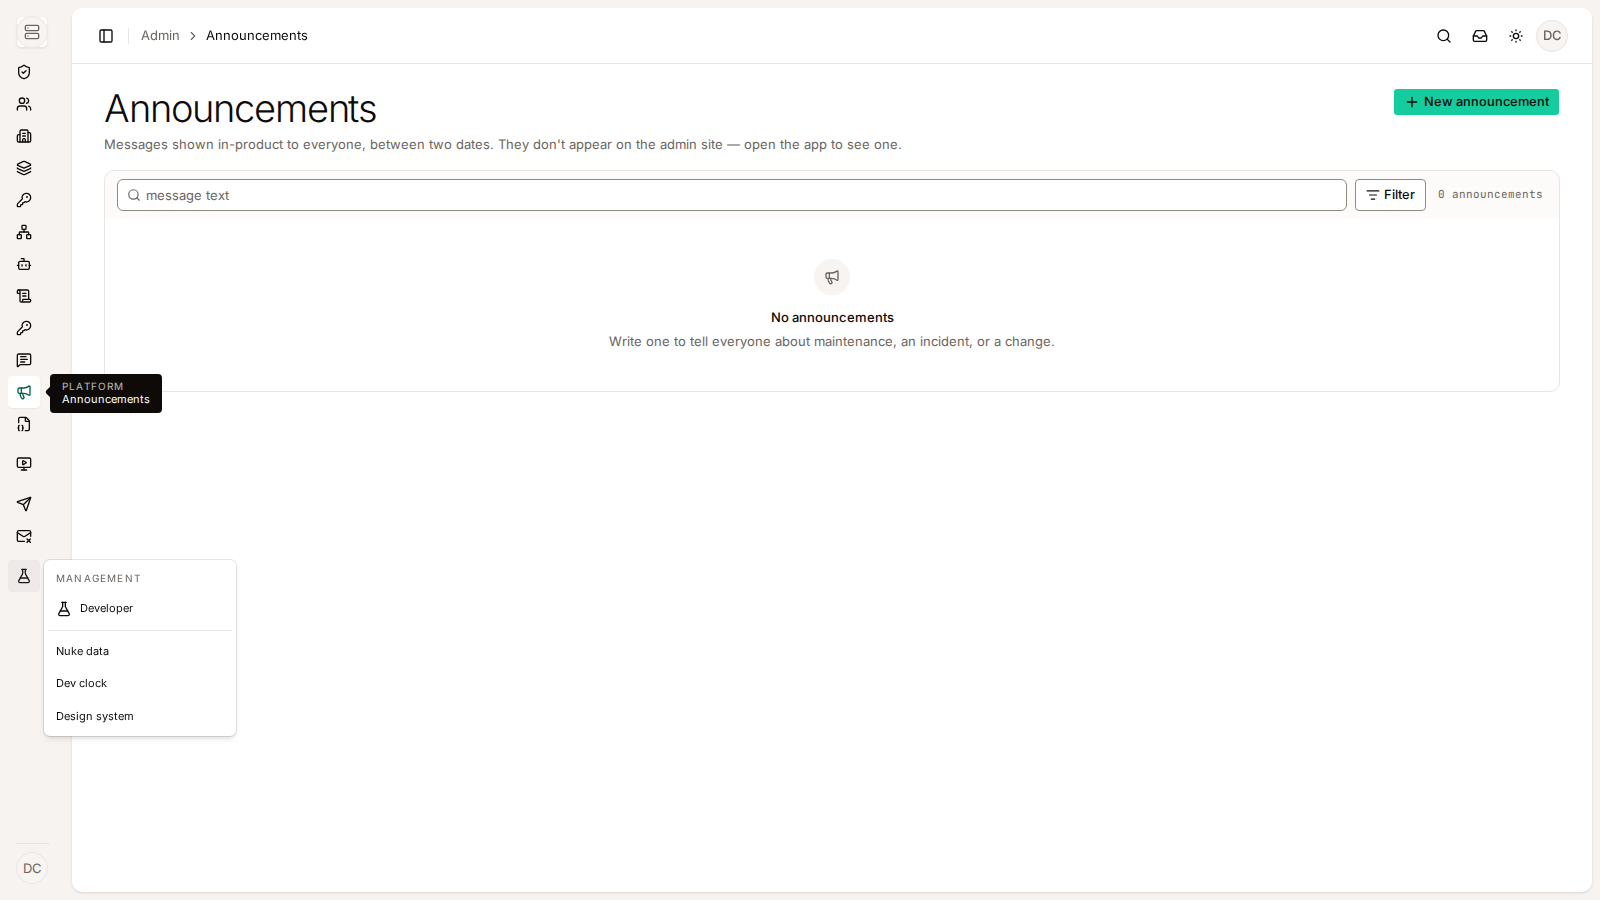 Admin
Announcements
DC
Announcements
New announcement
Messages shown in-product to everyone, between two dates. They don't appear on the admin site — open the app to see one.
message text
Filter
0 announcements
No announcements
Write one to tell everyone about maintenance, an incident, or a change.
PLATFORM
Announcements
MANAGEMENT
Developer
Nuke data
Dev clock
Design system
DC